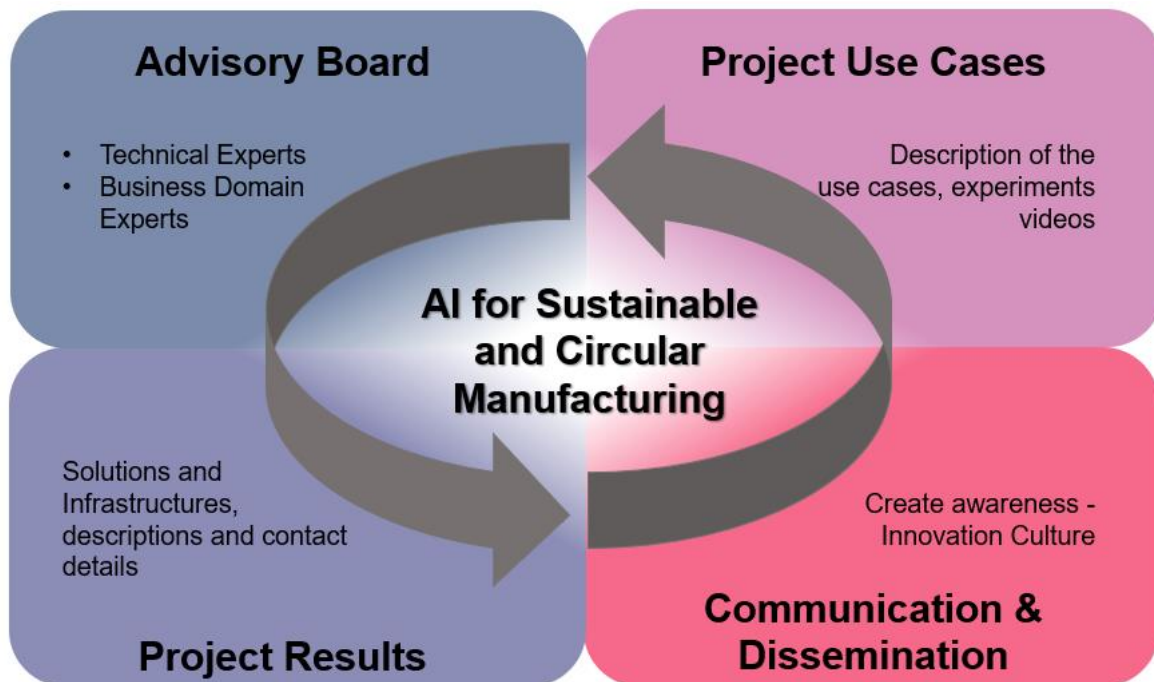 Advisory Board
• Technical Experts
• Business Domain
Experts
Project Use Cases
Description of the
use cases, experiments
videos
AI for Sustainable
and Circular
Manufacturing
Solutions and
Infrastructures,
descriptions and contact
details
Project Results
Create awareness -
Innovation Culture
Communication &
Dissemination